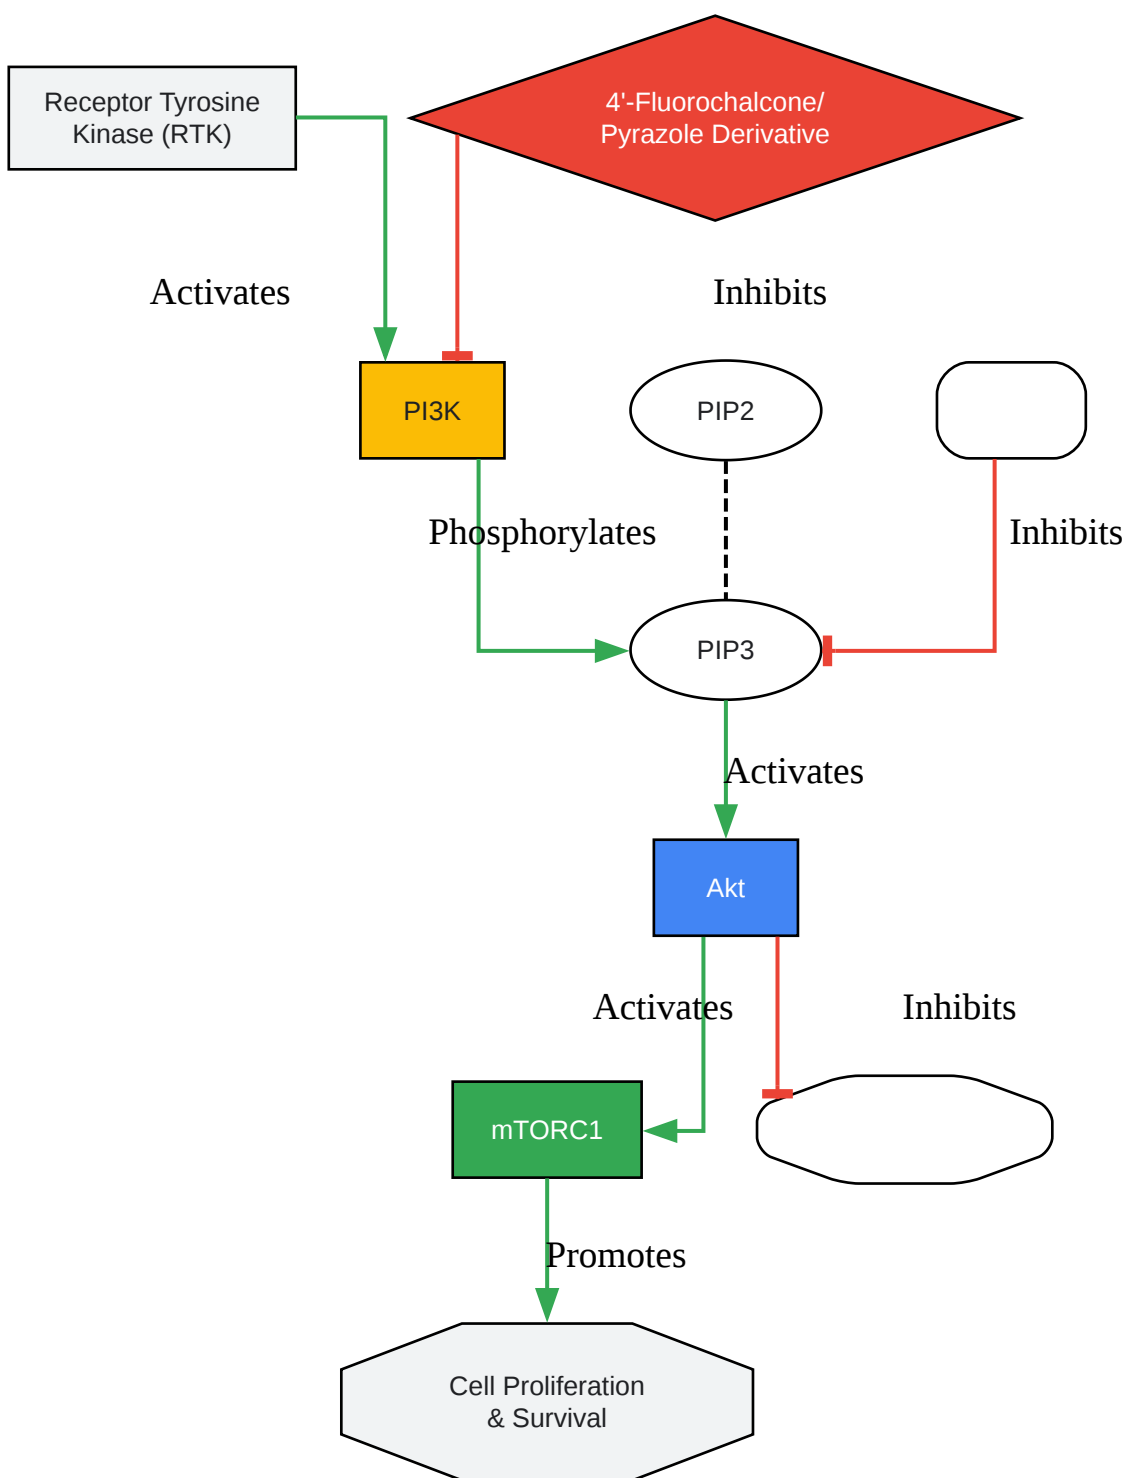 Receptor Tyrosine
Kinase (RTK)
4'-Fluorochalcone/
Pyrazole Derivative
Activates
Inhibits
PI3K
PIP2
Phosphorylates
Inhibits
PIP3
Activates
Akt
Activates
Inhibits
mTORC1
Promotes
Cell Proliferation
& Survival